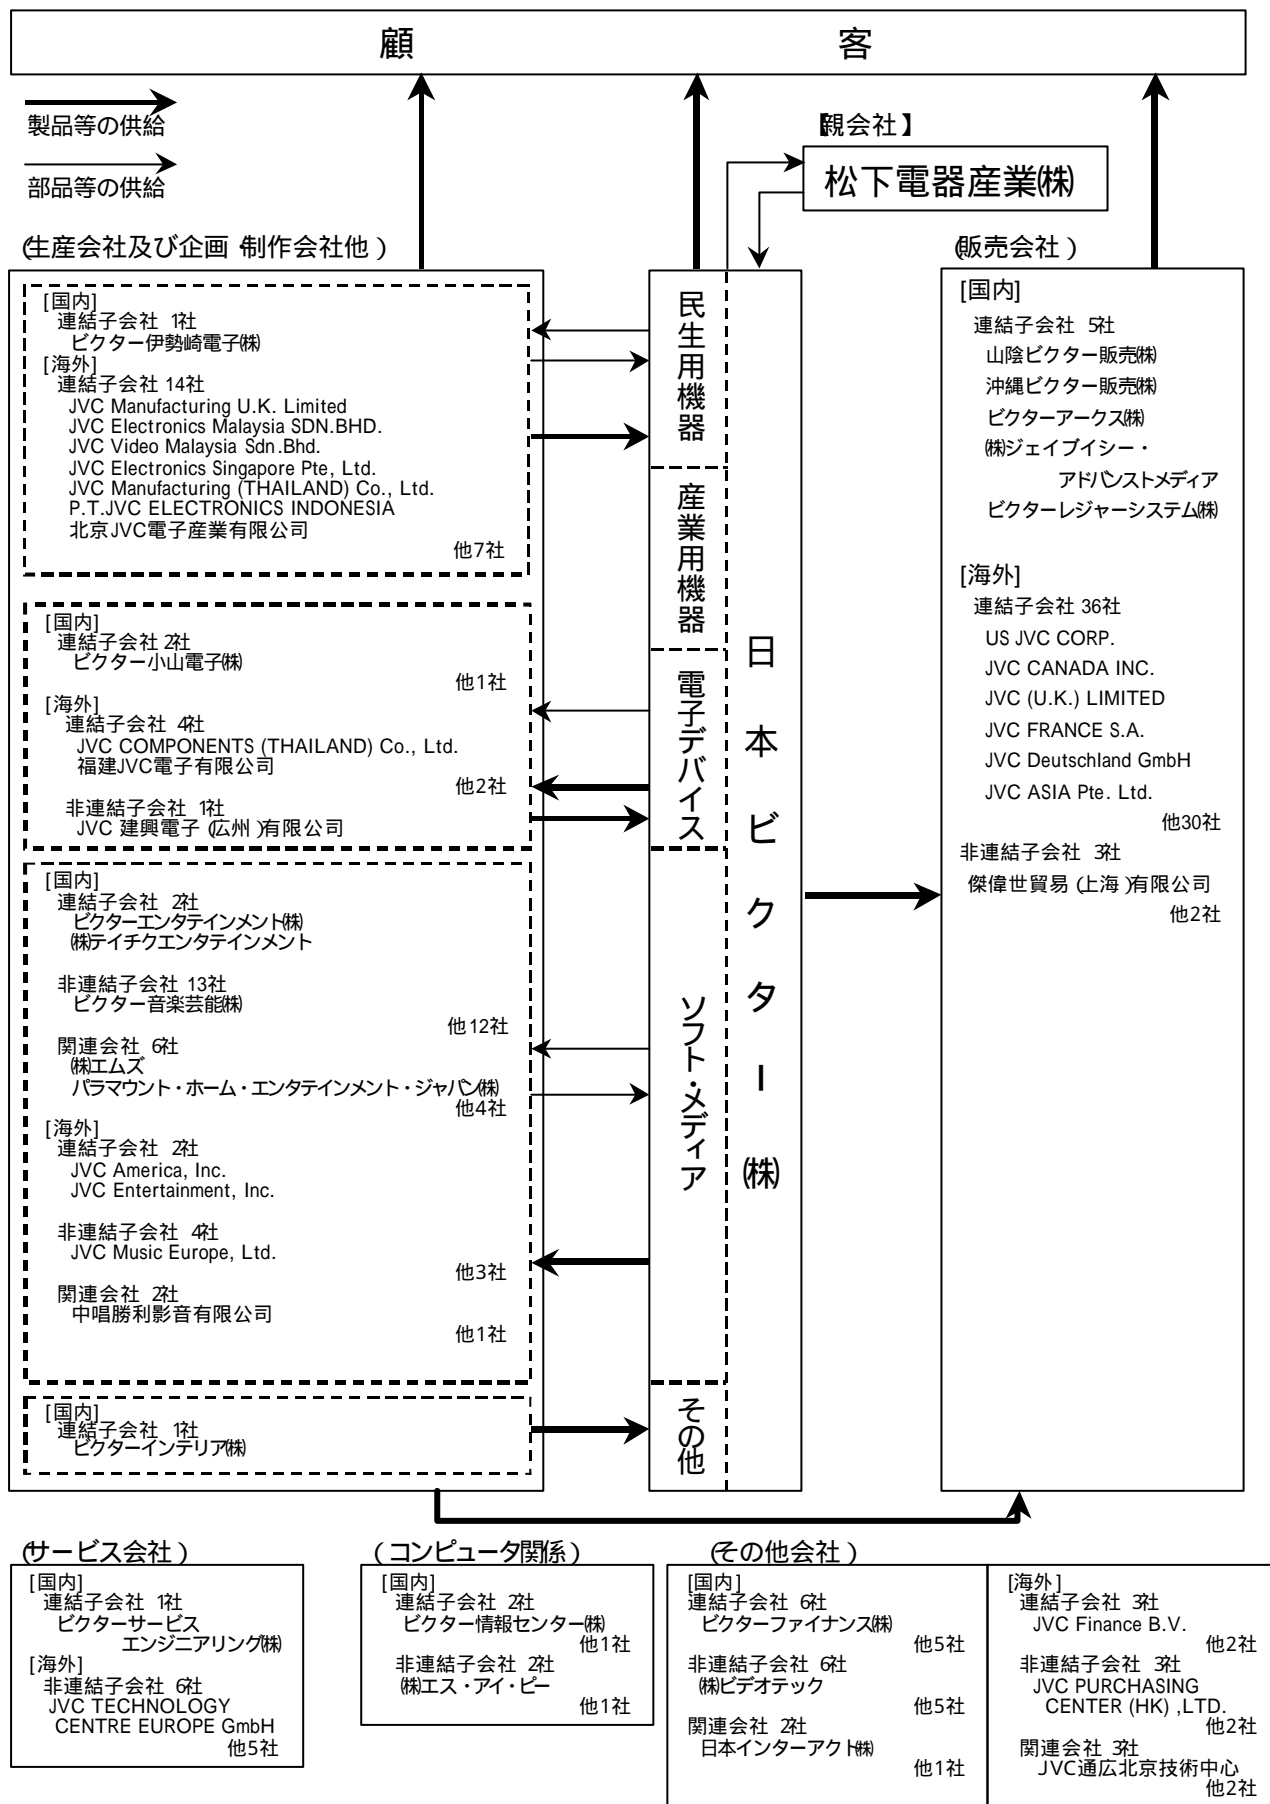 顧客
製品等の供給
部品等の供給
【親会社】
松下電器産業㈱
(生産会社及び企画・制作会社他)
[国内]
連結子会社 1社
ビクター伊勢崎電子㈱
[海外]
連結子会社 14社
JVC Manufacturing U.K. Limited
JVC Electronics Malaysia SDN.BHD.
JVC Video Malaysia Sdn.Bhd.
JVC Electronics Singapore Pte, Ltd.
JVC Manufacturing (THAILAND) Co., Ltd.
P.T.JVC ELECTRONICS INDONESIA
北京JVC電子産業有限公司
他7社
[国内]
連結子会社 2社
ビクター小山電子㈱
他1社
[海外]
連結子会社 4社
JVC COMPONENTS (THAILAND) Co., Ltd.
福建JVC電子有限公司
他2社
非連結子会社 1社
JVC 建興電子(広州)有限公司
[国内]
連結子会社 2社
ビクターエンタテインメント㈱
㈱テイチクエンタテインメント
非連結子会社 13社
ビクター音楽芸能㈱
他12社
関連会社 6社
㈱エムズ
パラマウント・ホーム・エンタテインメント・ジャパン㈱
他4社
[海外]
連結子会社 2社
JVC America, Inc.
JVC Entertainment, Inc.
非連結子会社 4社
JVC Music Europe, Ltd.
他3社
関連会社 2社
中唱勝利影音有限公司
他1社
[国内]
連結子会社 1社
ビクターインテリア㈱
民生用機器
産業用機器
電子デバイス
ソフト・メディア
その他
日本ビクター㈱
(販売会社)
[国内]
連結子会社 5社
山陰ビクター販売㈱
沖縄ビクター販売㈱
ビクターアークス㈱
㈱ジェイブイシー・
アドバンストメディア
ビクターレジャーシステム㈱
[海外]
連結子会社 36社
US JVC CORP.
JVC CANADA INC.
JVC (U.K.) LIMITED
JVC FRANCE S.A.
JVC Deutschland GmbH
JVC ASIA Pte. Ltd.
他30社
非連結子会社 3社
傑偉世貿易(上海)有限公司
他2社
(サービス会社)
[国内]
連結子会社 1社
ビクターサービス
エンジニアリング㈱
[海外]
非連結子会社 6社
JVC TECHNOLOGY
CENTRE EUROPE GmbH
他5社
(コンピュータ関係)
[国内]
連結子会社 2社
ビクター情報センター㈱
他1社
非連結子会社 2社
㈱エス・アイ・ピー
他1社
(その他会社)
[国内]
連結子会社 6社
ビクターファイナンス㈱
他5社
非連結子会社 6社
㈱ビデオテック
他5社
関連会社 2社
日本インターアクト㈱
他1社
[海外]
連結子会社 3社
JVC Finance B.V.
他2社
非連結子会社 3社
JVC PURCHASING
CENTER (HK) ,LTD.
他2社
関連会社 3社
JVC通広北京技術中心
他2社